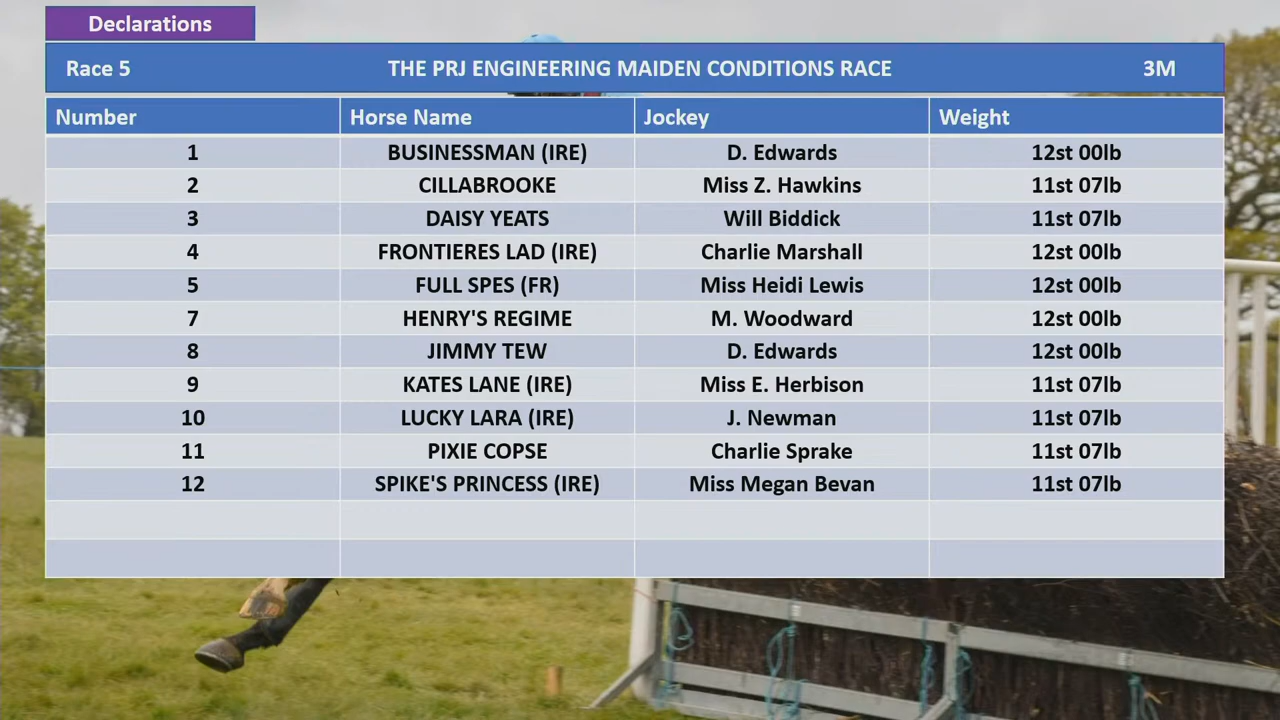 Declarations
Race 5 THE PRJ ENGINEERING MAIDEN CONDITIONS RACE 3M
Number Horse Name Jockey Weight
1 BUSINESSMAN (IRE) D. Edwards 12st 00lb
2 CILLABROOKE Miss Z. Hawkins 11st 07lb
3 DAISY YEATS Will Biddick 11st 07lb
4 FRONTIERES LAD (IRE) Charlie Marshall 12st 00lb
5 FULL SPES (FR) Miss Heidi Lewis 12st 00lb
7 HENRY'S REGIME M. Woodward 12st 00lb
8 JIMMY TEW D. Edwards 12st 00lb
9 KATES LANE (IRE) Miss E. Herbison 11st 07lb
10 LUCKY LARA (IRE) J. Newman 11st 07lb
11 PIXIE COPSE Charlie Sprake 11st 07lb
12 SPIKE'S PRINCESS (IRE) Miss Megan Bevan 11st 07lb